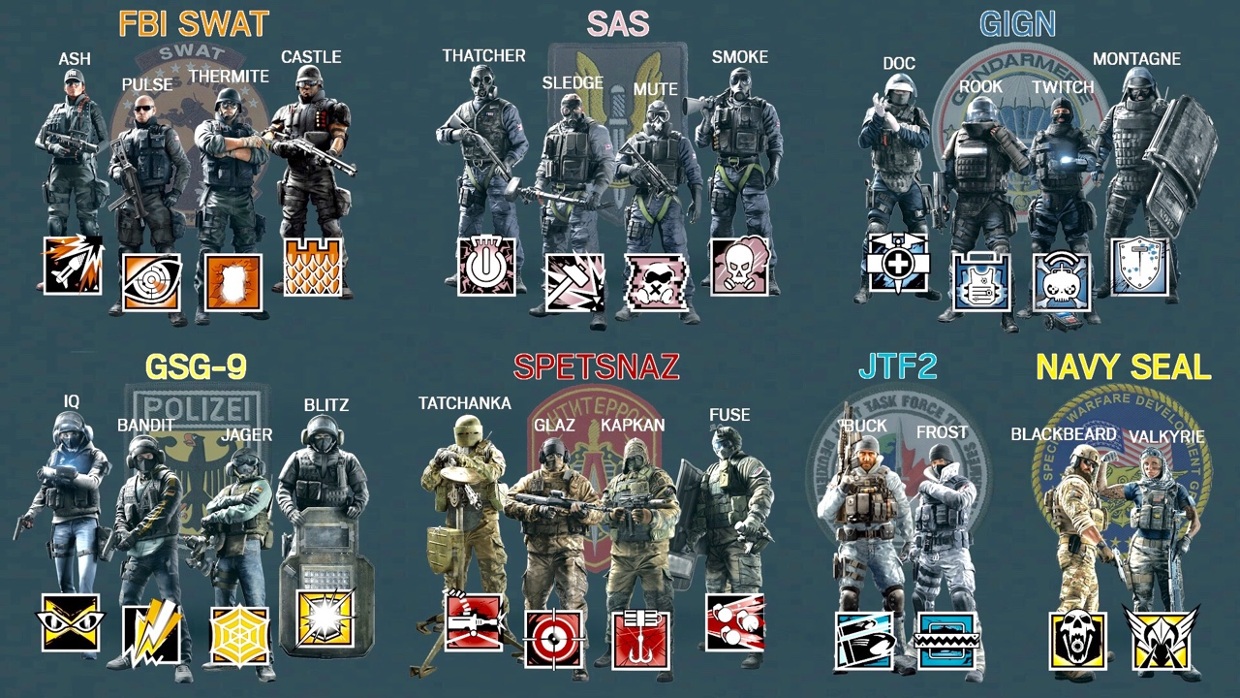 FBI SWAT
SWAT
ASH
PULSE
THERMITE
CASTLE
SAS
THATCHER
SLEDGE
MUTE
SMOKE
GIGN
GENDARMERIE
DOC
ROOK
TWITCH
MONTAGNE
GSG-9
POLIZEI
IQ
BANDIT
JAGER
BLITZ
SPETSNAZ
TATCHANKA
GLAZ
KAPKAN
FUSE
JTF2
BUCK
FROST
NAVY SEAL
BLACKBEARD
VALKYRIE